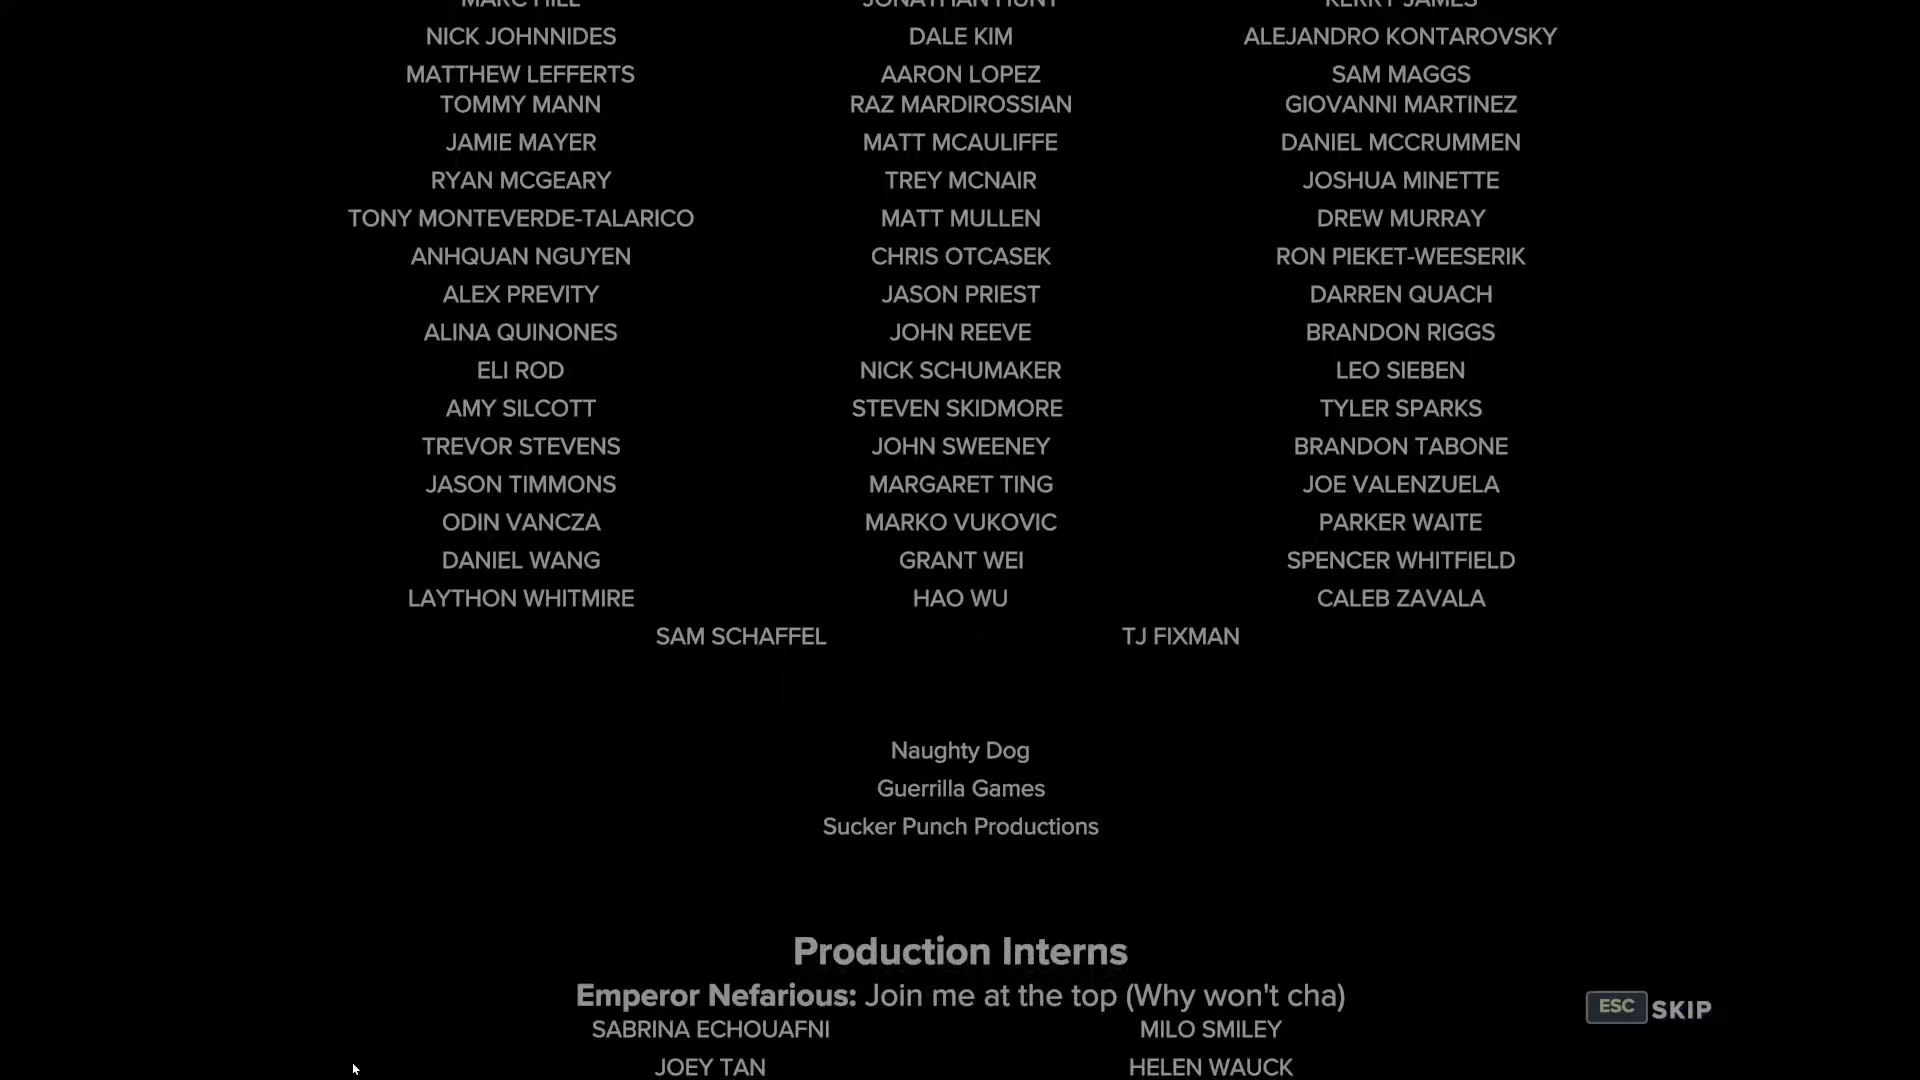 MARC HILL JONATHAN HUNT KERRY JAMES
NICK JOHNNIDES DALE KIM ALEJANDRO KONTAROVSKY
MATTHEW LEFFERTS AARON LOPEZ SAM MAGGS
TOMMY MANN RAZ MARDIROSSIAN GIOVANNI MARTINEZ
JAMIE MAYER MATT MCAULIFFE DANIEL MCCRUMMEN
RYAN MCGEARY TREY MCNAIR JOSHUA MINETTE
TONY MONTEVERDE-TALARICO MATT MULLEN DREW MURRAY
ANHQUAN NGUYEN CHRIS OTCASEK RON PIEKET-WEESERIK
ALEX PREVITY JASON PRIEST DARREN QUACH
ALINA QUINONES JOHN REEVE BRANDON RIGGS
ELI ROD NICK SCHUMAKER LEO SIEBEN
AMY SILCOTT STEVEN SKIDMORE TYLER SPARKS
TREVOR STEVENS JOHN SWEENEY BRANDON TABONE
JASON TIMMONS MARGARET TING JOE VALENZUELA
ODIN VANCZA MARKO VUKOVIC PARKER WAITE
DANIEL WANG GRANT WEI SPENCER WHITFIELD
LAYTHON WHITMIRE HAO WU CALEB ZAVALA
SAM SCHAFFEL TJ FIXMAN
Naughty Dog
Guerrilla Games
Sucker Punch Productions
Production Interns
Emperor Nefarious: Join me at the top (Why won't cha)
ESC SKIP
SABRINA ECHOUAFNI MILO SMILEY
JOEY TAN HELEN WAUCK